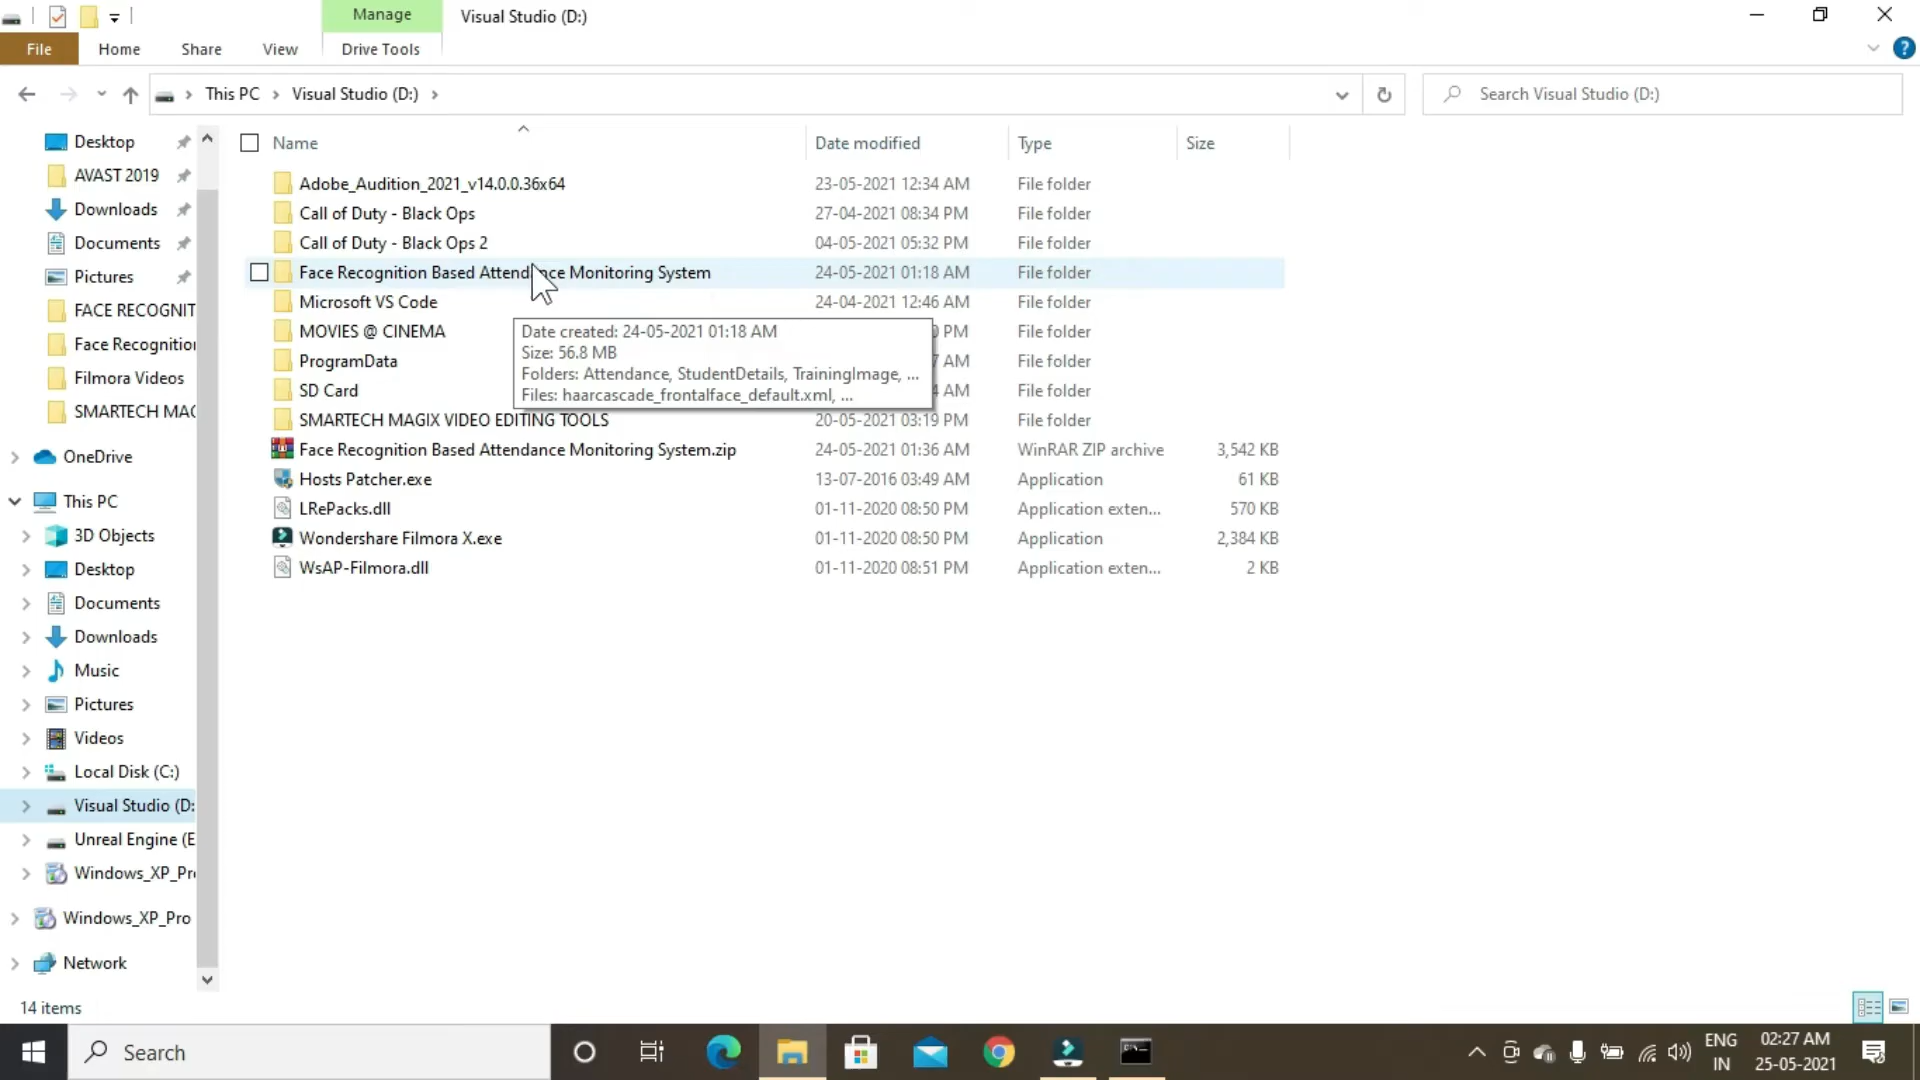 Manage
Visual Studio (D:)
File
Home
Share
View
Drive Tools
This PC
Visual Studio (D:)
Search Visual Studio (D:)
Desktop
AVAST 2019
Downloads
Documents
Pictures
FACE RECOGNIT
Face Recognition
Filmora Videos
SMARTECH MAG
OneDrive
This PC
3D Objects
Desktop
Documents
Downloads
Music
Pictures
Videos
Local Disk (C:)
Visual Studio (D:
Unreal Engine (E
Windows_XP_Pr
Windows_XP_Pro
Network
Name Date modified Type Size
Adobe_Audition_2021_v14.0.0.36x64 23-05-2021 12:34 AM File folder
Call of Duty - Black Ops 27-04-2021 08:34 PM File folder
Call of Duty - Black Ops 2 04-05-2021 05:32 PM File folder
Face Recognition Based Attendance Monitoring System 24-05-2021 01:18 AM File folder
Microsoft VS Code 24-04-2021 12:46 AM File folder
MOVIES @ CINEMA PM File folder
ProgramData AM File folder
SD Card AM File folder
SMARTECH MAGIX VIDEO EDITING TOOLS 20-05-2021 03:19 PM File folder
Face Recognition Based Attendance Monitoring System.zip 24-05-2021 01:36 AM WinRAR ZIP archive 3,542 KB
Hosts Patcher.exe 13-07-2016 03:49 AM Application 61 KB
LRePacks.dll 01-11-2020 08:50 PM Application exten... 570 KB
Wondershare Filmora X.exe 01-11-2020 08:50 PM Application 2,384 KB
WsAP-Filmora.dll 01-11-2020 08:51 PM Application exten... 2 KB
Date created: 24-05-2021 01:18 AM
Size: 56.8 MB
Folders: Attendance, StudentDetails, TrainingImage, ...
Files: haarcascade_frontalface_default.xml, ...
14 items
Search
ENG
IN
02:27 AM
25-05-2021